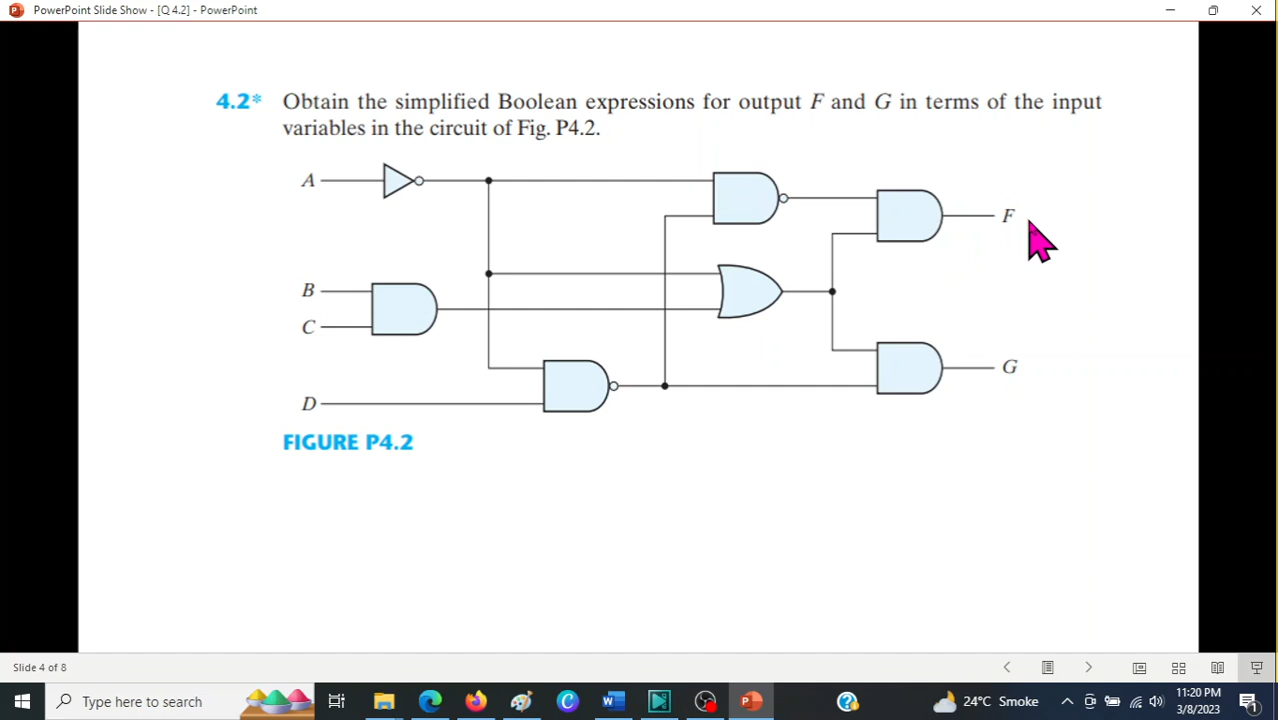 PowerPoint Slide Show - [Q 4.2] - PowerPoint
4.2* Obtain the simplified Boolean expressions for output F and G in terms of the input
variables in the circuit of Fig. P4.2.
A
F
B
C
G
D
FIGURE P4.2
Slide 4 of 8
Type here to search
24°C Smoke
11:20 PM
3/8/2023
1